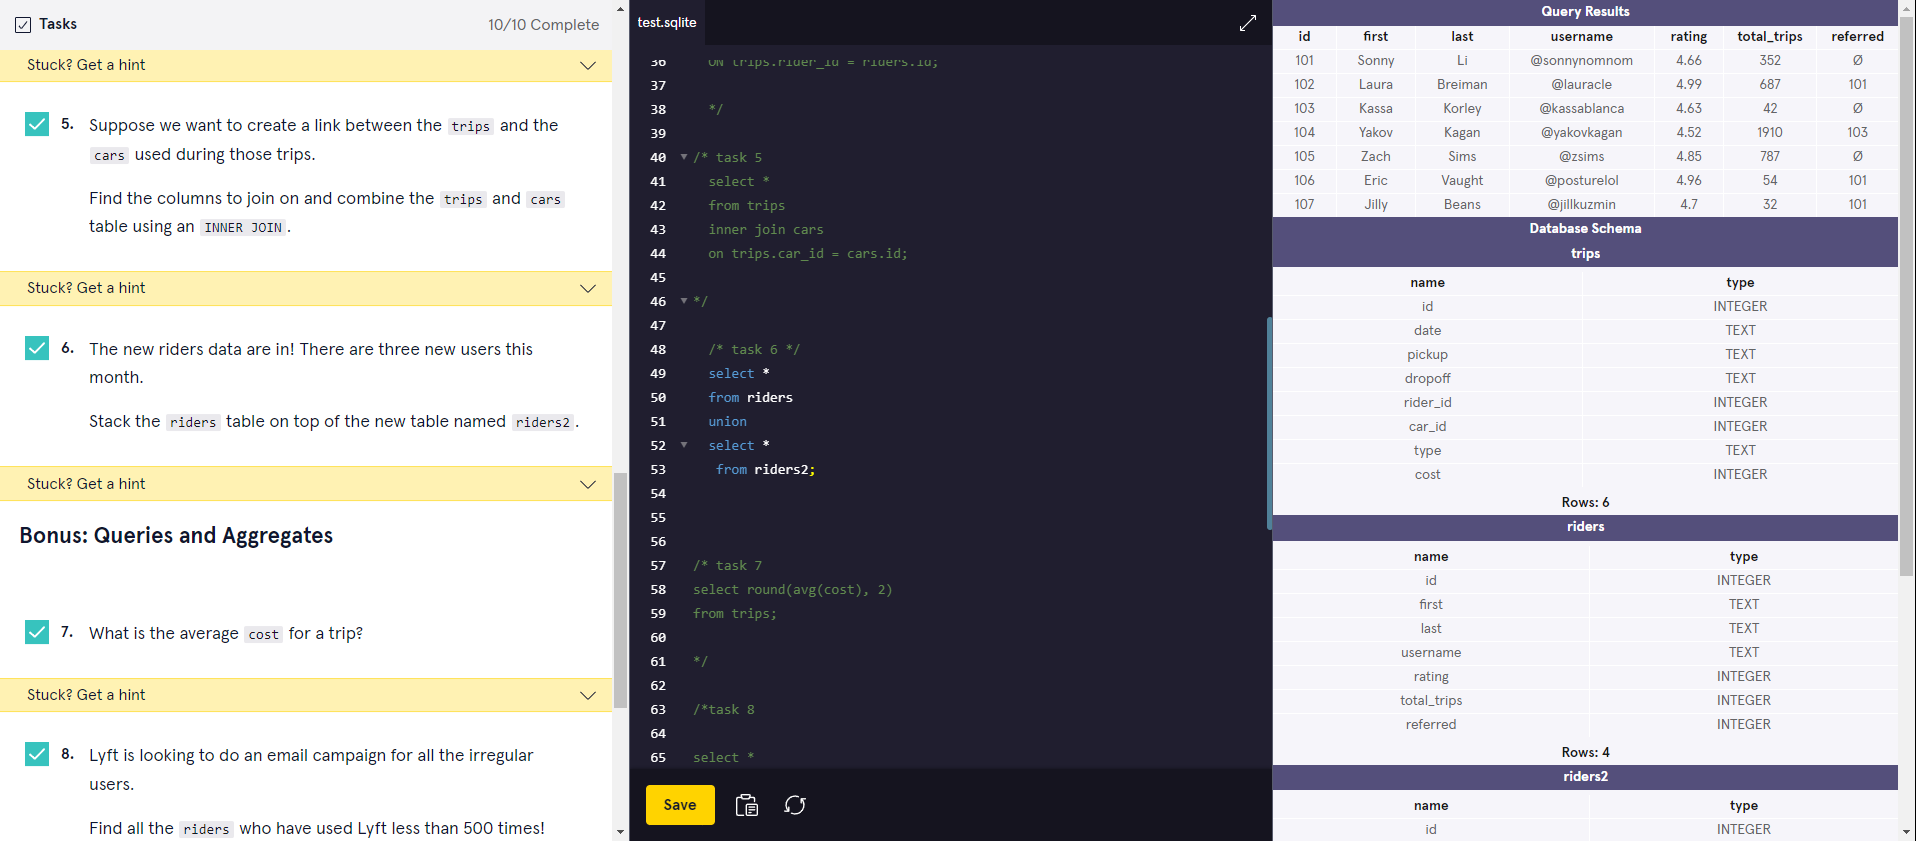 Tasks
10/10 Complete
Stuck? Get a hint
5. Suppose we want to create a link between the trips and the
cars used during those trips.
Find the columns to join on and combine the trips and cars
table using an INNER JOIN.
Stuck? Get a hint
6. The new riders data are in! There are three new users this
month.
Stack the riders table on top of the new table named riders2.
Stuck? Get a hint
Bonus: Queries and Aggregates
7. What is the average cost for a trip?
Stuck? Get a hint
8. Lyft is looking to do an email campaign for all the irregular
users.
Find all the riders who have used Lyft less than 500 times!
test.sqlite
36 ON trips.rider_id = riders.id;
37
38 */
39
40 /* task 5
41 select *
42 from trips
43 inner join cars
44 on trips.car_id = cars.id;
45
46 */
47
48 /* task 6 */
49 select *
50 from riders
51 union
52 select *
53 from riders2;
54
55
56
57 /* task 7
58 select round(avg(cost), 2)
59 from trips;
60
61 */
62
63 /*task 8
64
65 select *
Save
Query Results
id first last username rating total_trips referred
101 Sonny Li @sonnynomnom 4.66 352 Ø
102 Laura Breiman @lauracle 4.99 687 101
103 Kassa Korley @kassablanca 4.63 42 Ø
104 Yakov Kagan @yakovkagan 4.52 1910 103
105 Zach Sims @zsims 4.85 787 Ø
106 Eric Vaught @posturelol 4.96 54 101
107 Jilly Beans @jillkuzmin 4.7 32 101
Database Schema
trips
name type
id INTEGER
date TEXT
pickup TEXT
dropoff TEXT
rider_id INTEGER
car_id INTEGER
type TEXT
cost INTEGER
Rows: 6
riders
name type
id INTEGER
first TEXT
last TEXT
username TEXT
rating INTEGER
total_trips INTEGER
referred INTEGER
Rows: 4
riders2
name type
id INTEGER